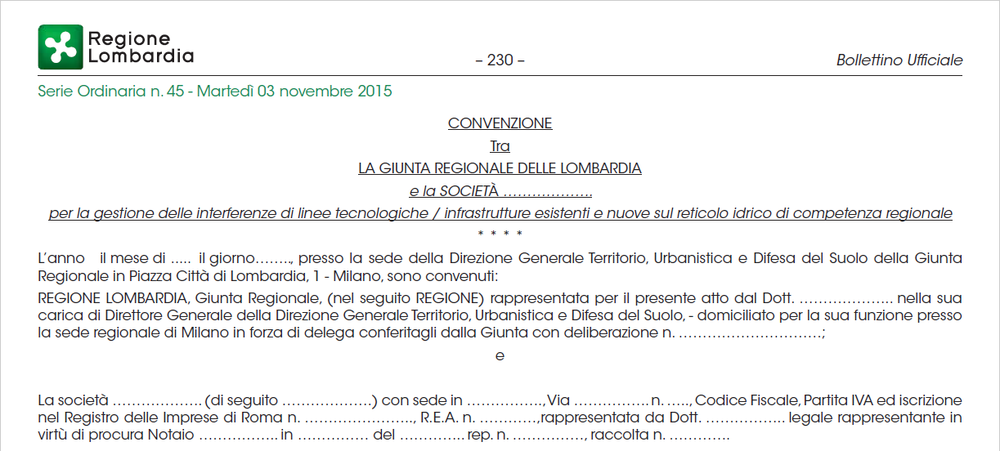 Regione
Lombardia
– 230 –
Bollettino Ufficiale
Serie Ordinaria n. 45 - Martedì 03 novembre 2015
CONVENZIONE
Tra
LA GIUNTA REGIONALE DELLE LOMBARDIA
e la SOCIETÀ ……………….
per la gestione delle interferenze di linee tecnologiche / infrastrutture esistenti e nuove sul reticolo idrico di competenza regionale
* * * *
L’anno il mese di ..... il giorno…….., presso la sede della Direzione Generale Territorio, Urbanistica e Difesa del Suolo della Giunta
Regionale in Piazza Città di Lombardia, 1 - Milano, sono convenuti:
REGIONE LOMBARDIA, Giunta Regionale, (nel seguito REGIONE) rappresentata per il presente atto dal Dott. ……………….. nella sua
carica di Direttore Generale della Direzione Generale Territorio, Urbanistica e Difesa del Suolo, - domiciliato per la sua funzione presso
la sede regionale di Milano in forza di delega conferitagli dalla Giunta con deliberazione n. …………………………;
e
La società ………………. (di seguito ……………….) con sede in ……………., Via ……………. n. ….., Codice Fiscale, Partita IVA ed iscrizione
nel Registro delle Imprese di Roma n. …………………., R.E.A. n. …………,rappresentata da Dott. …………….. legale rappresentante in
virtù di procura Notaio …………….. in …………… del ………….. rep. n. ……………, raccolta n. ………….